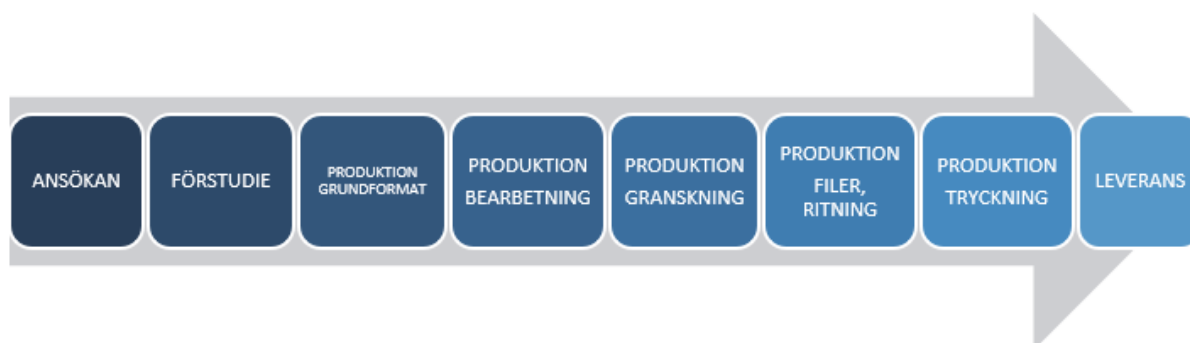 ANSÖKAN
FÖRSTUDIE
PRODUKTION
GRUNDFORMAT
PRODUKTION
BEARBETNING
PRODUKTION
GRANSKNING
PRODUKTION
FILER,
RITNING
PRODUKTION
TRYCKNING
LEVERANS